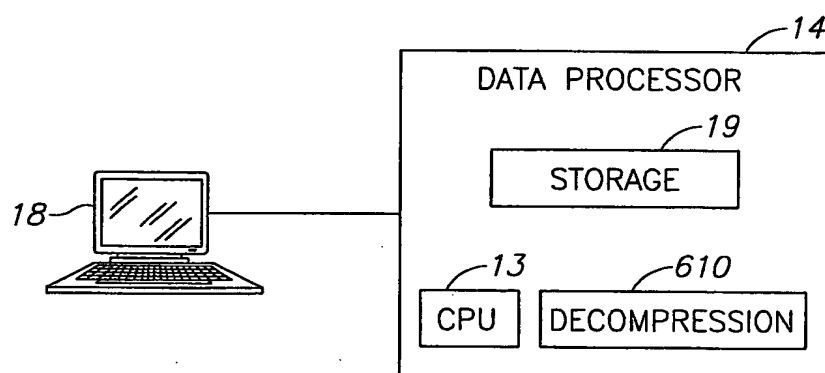 14
DATA PROCESSOR
19
STORAGE
18
13
610
CPU
DECOMPRESSION